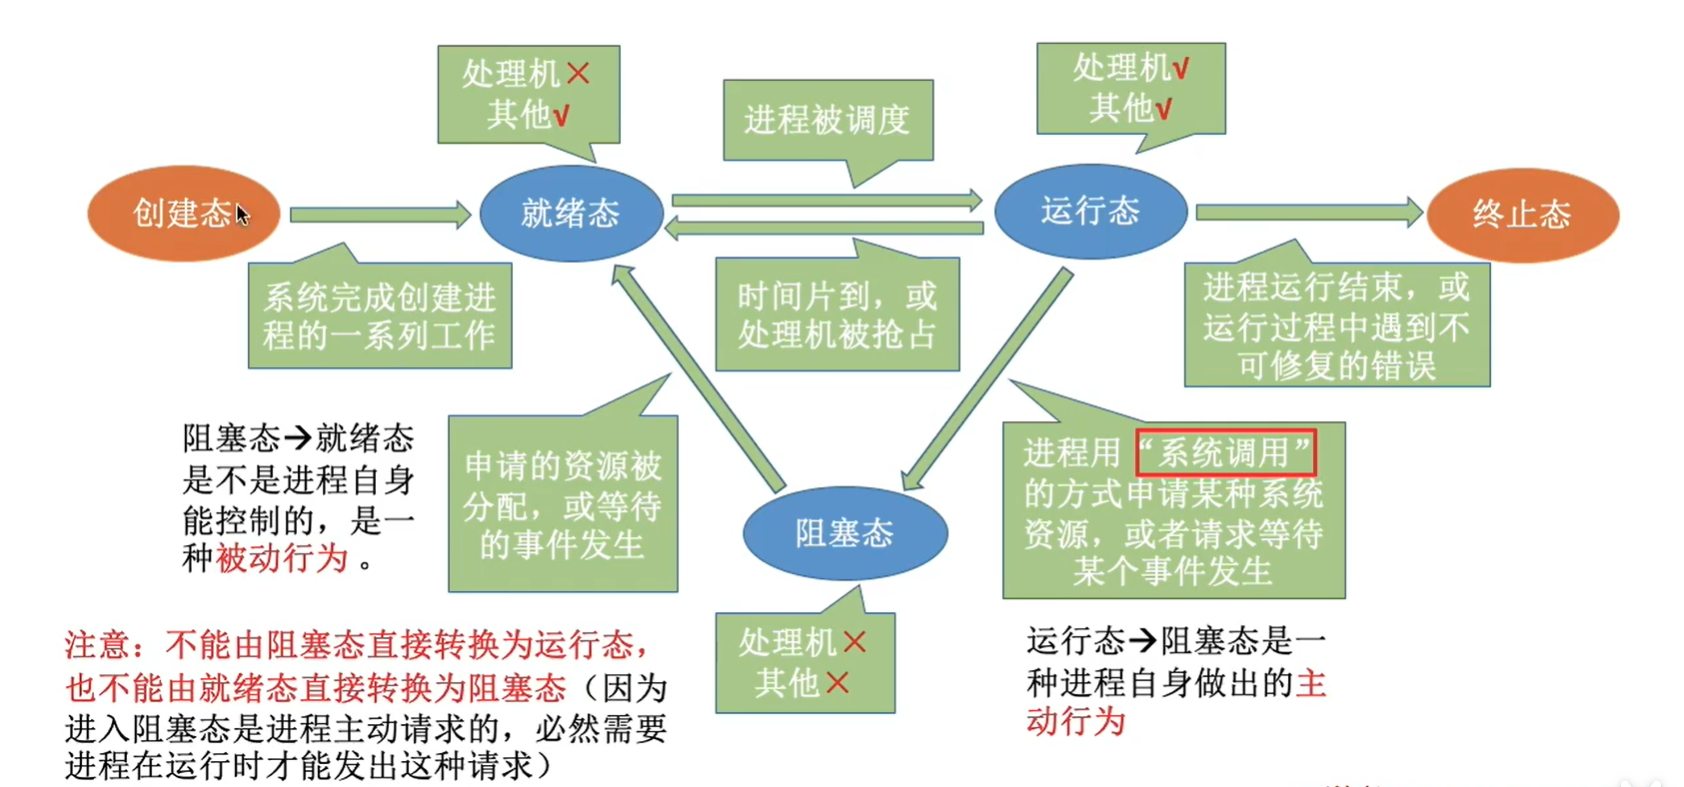 处理机×
其他√
进程被调度
处理机√
其他√
创建态
就绪态
运行态
终止态
系统完成创建进
程的一系列工作
时间片到，或
处理机被抢占
进程运行结束，或
运行过程中遇到不
可修复的错误
阻塞态→就绪态
是不是进程自身
能控制的，是一
种被动行为。
申请的资源被
分配，或等待
的事件发生
进程用“系统调用”
的方式申请某种系统
资源，或者请求等待
某个事件发生
阻塞态
处理机×
其他×
注意：不能由阻塞态直接转换为运行态，
也不能由就绪态直接转换为阻塞态（因为
进入阻塞态是进程主动请求的，必然需要
进程在运行时才能发出这种请求）
运行态→阻塞态是一
种进程自身做出的主
动行为